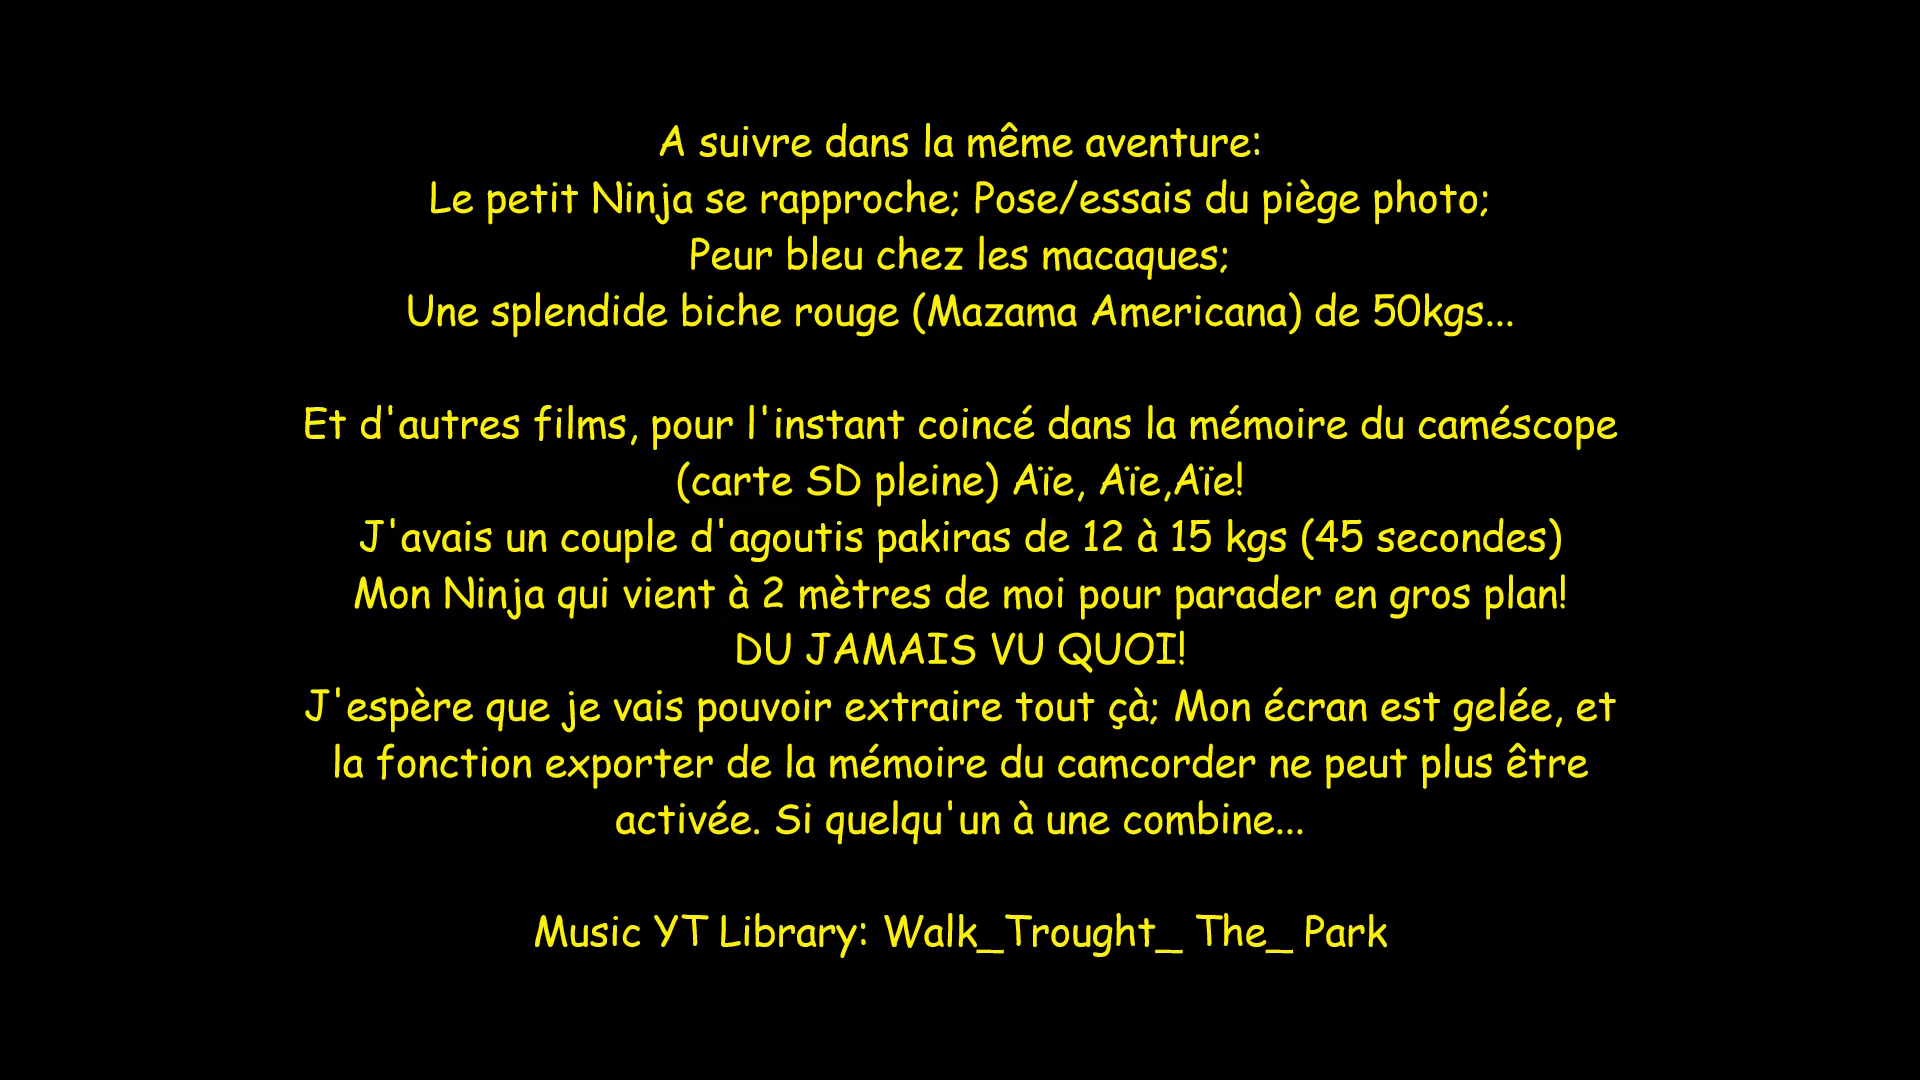 A suivre dans la même aventure:
Le petit Ninja se rapproche; Pose/essais du piège photo;
Peur bleu chez les macaques;
Une splendide biche rouge (Mazama Americana) de 50kgs...
Et d'autres films, pour l'instant coincé dans la mémoire du caméscope
(carte SD pleine) Aïe, Aïe,Aïe!
J'avais un couple d'agoutis pakiras de 12 à 15 kgs (45 secondes)
Mon Ninja qui vient à 2 mètres de moi pour parader en gros plan!
DU JAMAIS VU QUOI!
J'espère que je vais pouvoir extraire tout çà; Mon écran est gelée, et
la fonction exporter de la mémoire du camcorder ne peut plus être
activée. Si quelqu'un à une combine...
Music YT Library: Walk_Trought_ The_ Park